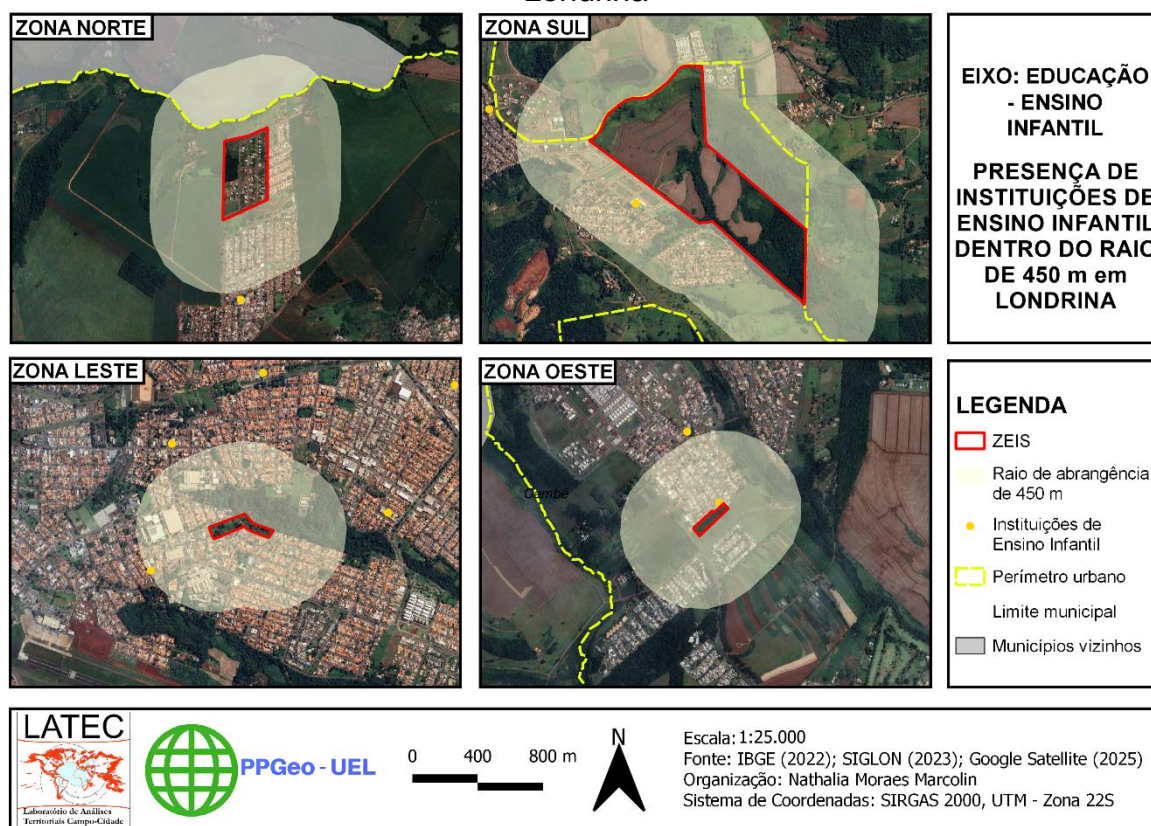 Londrina
ZONA NORTE
ZONA SUL
EIXO: EDUCAÇÃO
- ENSINO
INFANTIL
PRESENÇA DE
INSTITUIÇÕES DE
ENSINO INFANTIL
DENTRO DO RAIO
DE 450 m em
LONDRINA
ZONA LESTE
ZONA OESTE
Cambé
LEGENDA
ZEIS
Raio de abrangência
de 450 m
Instituições de
Ensino Infantil
Perímetro urbano
Limite municipal
Municípios vizinhos
LATEC
Laboratório de Análises
Territoriais Campo-Cidade
PPGeo - UEL
0 400 800 m
N
Escala: 1:25.000
Fonte: IBGE (2022); SIGLON (2023); Google Satellite (2025)
Organização: Nathalia Moraes Marcolin
Sistema de Coordenadas: SIRGAS 2000, UTM - Zona 22S